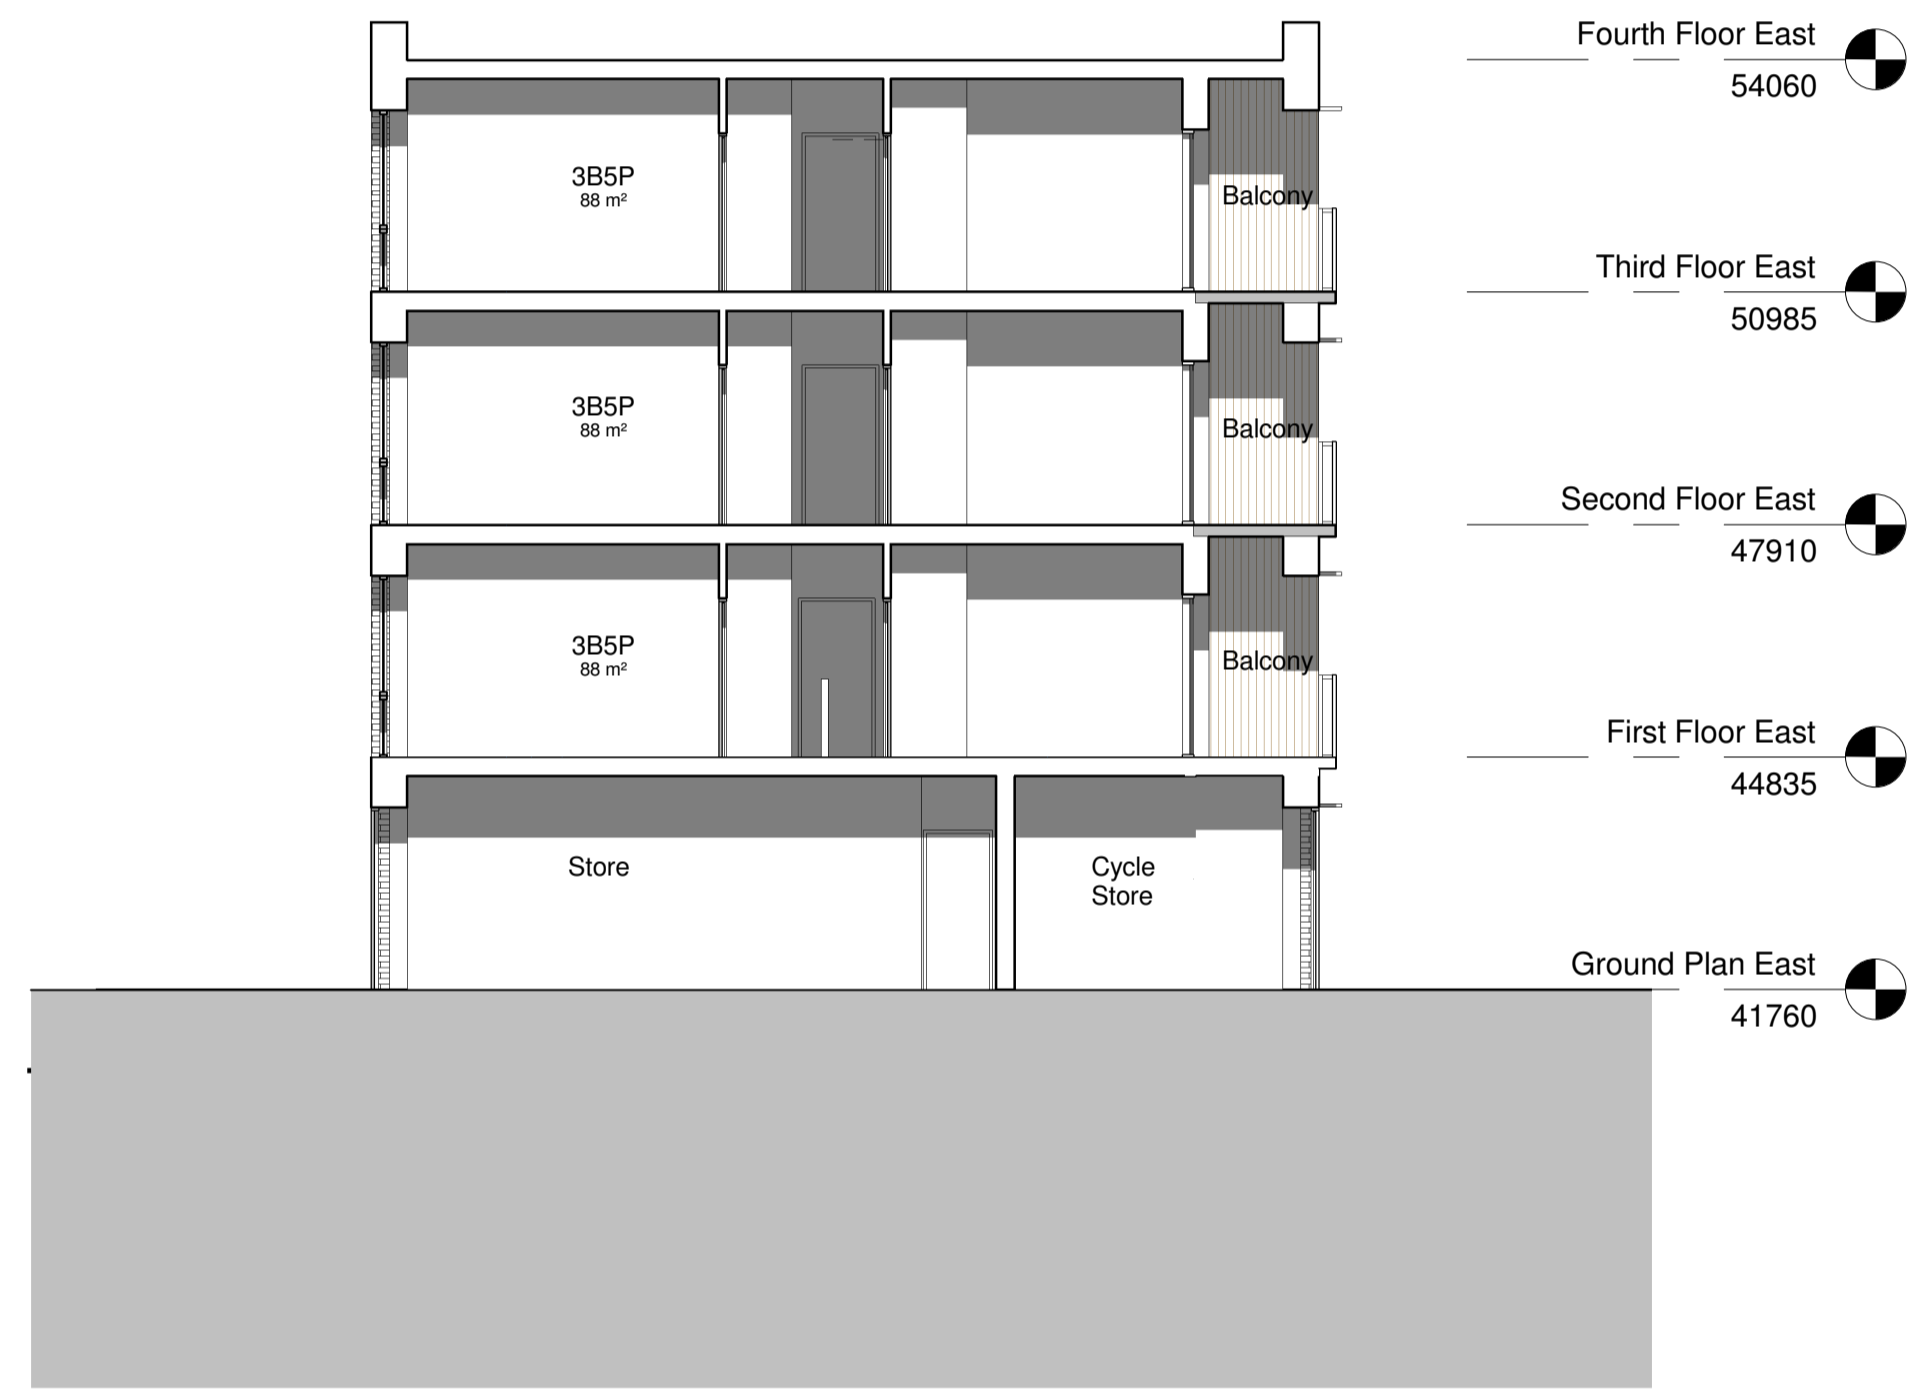 Fourth Floor East
54060
3B5P
88 m²
Balcony
Third Floor East
50985
3B5P
88 m²
Balcony
Second Floor East
47910
3B5P
88 m²
Balcony
First Floor East
44835
Store
Cycle
Store
Ground Plan East
41760